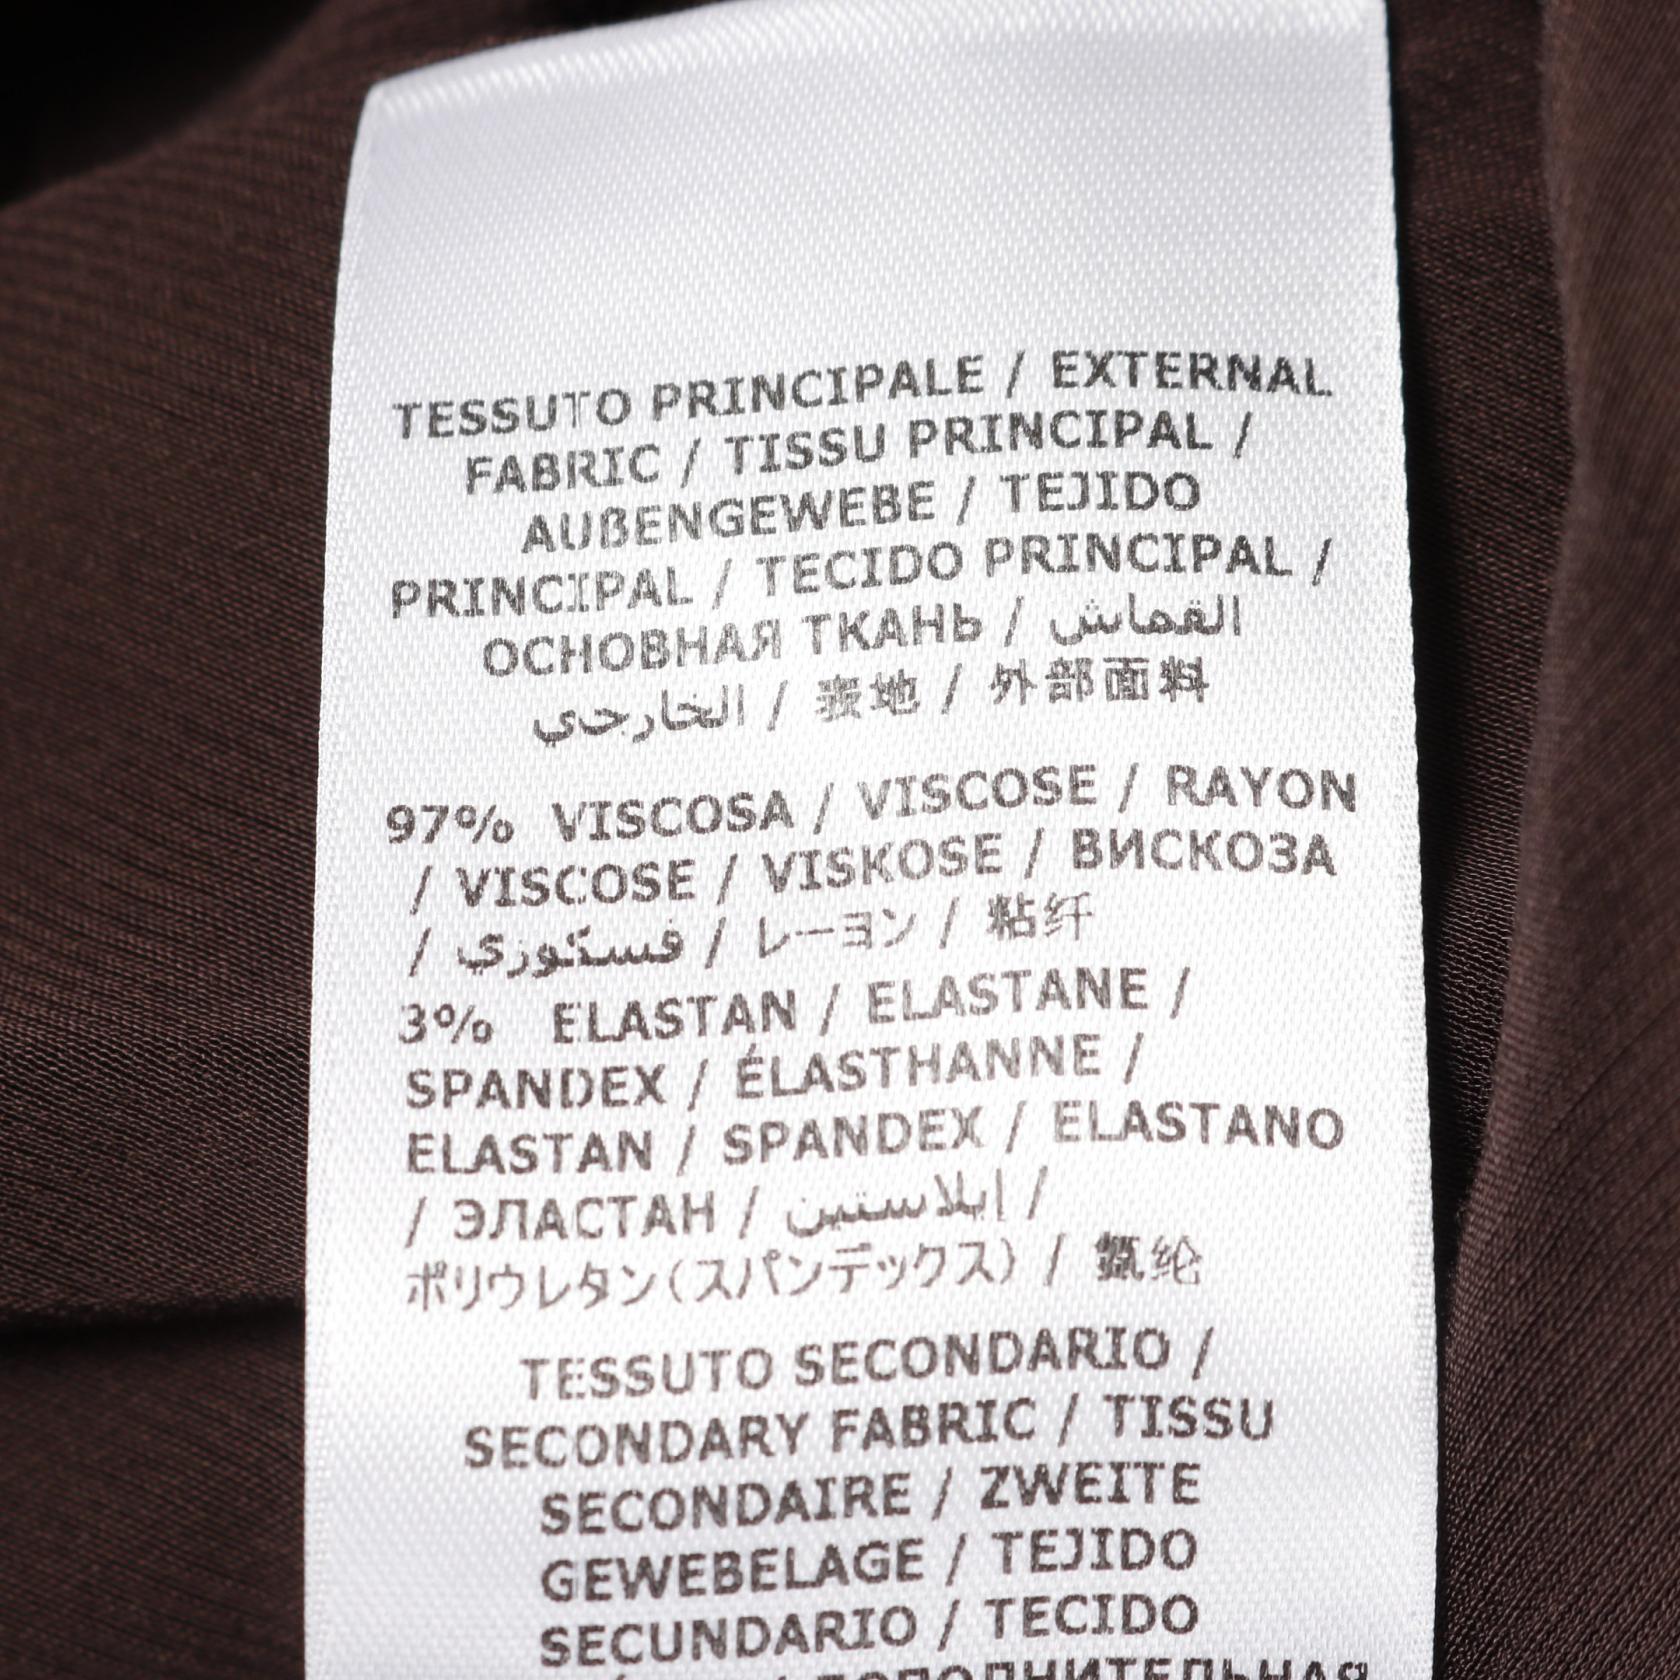 TESSUTO PRINCIPALE / EXTERNAL
FABRIC / TISSU PRINCIPAL /
AUßENGEWEBE / TEJIDO
PRINCIPAL / TECIDO PRINCIPAL /
ОСНОВНАЯ ТКАНЬ / القماش
الخارجي / 表地 / 外部面料
97% VISCOSA / VISCOSE / RAYON
/ VISCOSE / VISKOSE / ВИСКОЗА
/ فسكوزي / レーヨン / 粘纤
3% ELASTAN / ELASTANE /
SPANDEX / ÉLASTHANNE /
ELASTAN / SPANDEX / ELASTANO
/ ЭЛАСТАН / إيلاستين /
ポリウレタン(スパンデックス) / 氨纶
TESSUTO SECONDARIO /
SECONDARY FABRIC / TISSU
SECONDAIRE / ZWEITE
GEWEBELAGE / TEJIDO
SECUNDARIO / TECIDO
/ ДОПОЛНИТЕЛЬНАЯ